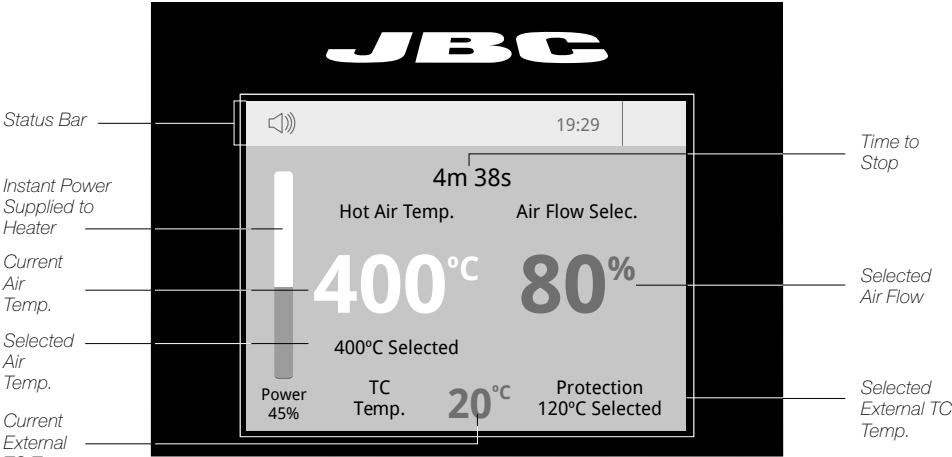 JBC
Status Bar
19:29
Time to
Stop
4m 38s
Instant Power
Supplied to
Heater
Hot Air Temp.
Air Flow Selec.
Current
Air
Temp.
400ºC
80%
Selected
Air Flow
Selected
Air
Temp.
400ºC Selected
Power
45%
TC
Temp.
20ºC
Protection
120ºC Selected
Selected
External TC
Temp.
Current
External